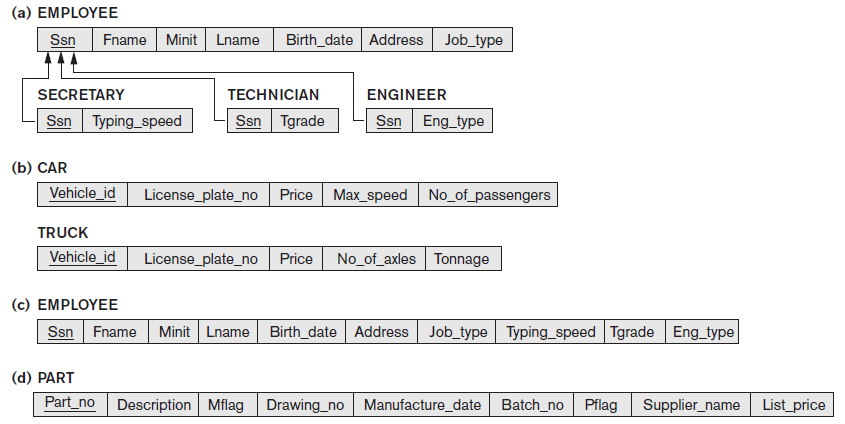 (a) EMPLOYEE
Ssn Fname Minit Lname Birth_date Address Job_type
SECRETARY TECHNICIAN ENGINEER
Ssn Typing_speed Ssn Tgrade Ssn Eng_type
(b) CAR
Vehicle_id License_plate_no Price Max_speed No_of_passengers
TRUCK
Vehicle_id License_plate_no Price No_of_axles Tonnage
(c) EMPLOYEE
Ssn Fname Minit Lname Birth_date Address Job_type Typing_speed Tgrade Eng_type
(d) PART
Part_no Description Mflag Drawing_no Manufacture_date Batch_no Pflag Supplier_name List_price